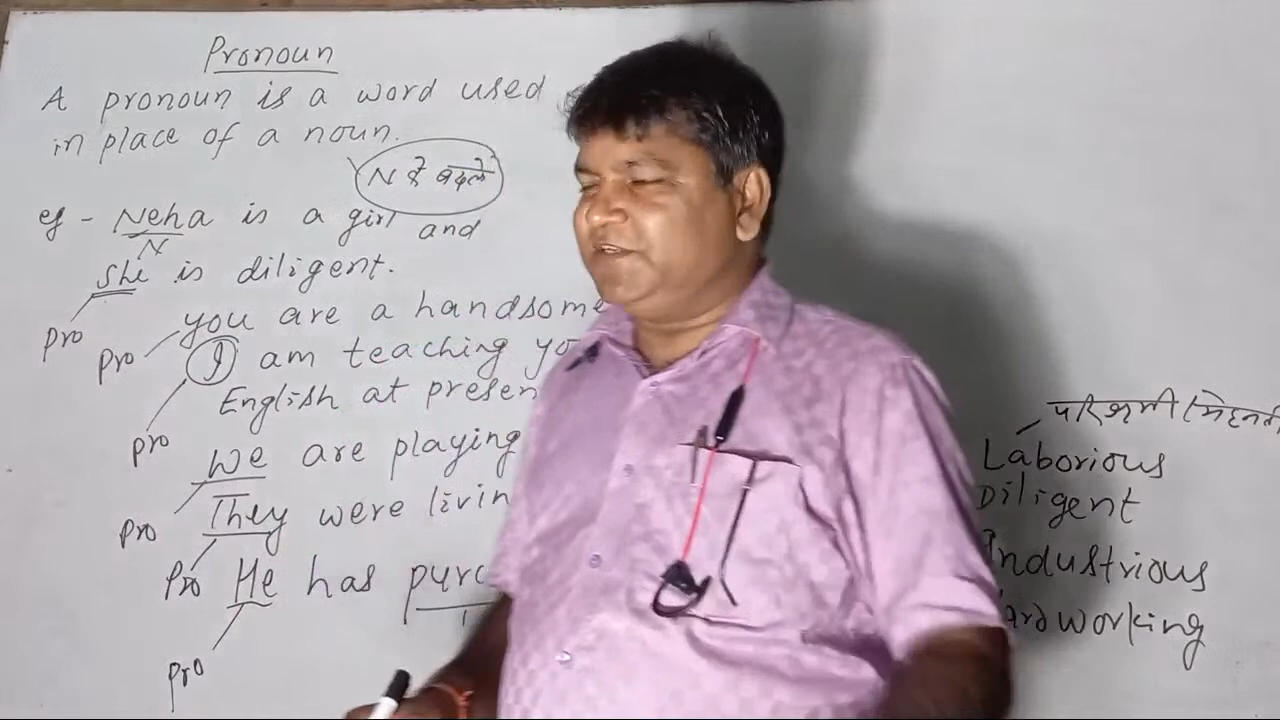 Pronoun
A pronoun is a word used
in place of a noun.
N के बदले
eg - Neha is a girl and
N
She is diligent.
Pro
you are a handsome
Pro
I am teaching yo
English at presen
Pro
We are playing
Pro
They were livin
Pro
He has purc
Pro
परिश्रमी/मेहनती
Laborious
Diligent
Industrious
ardworking